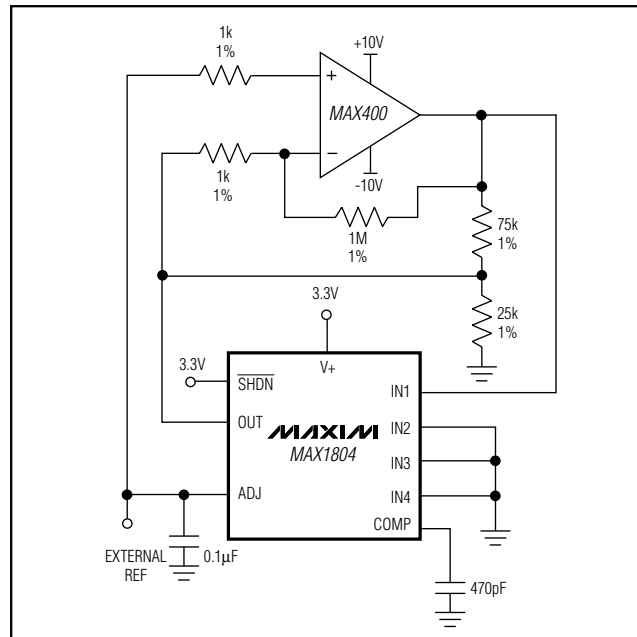 1k
1%
+10V
+
MAX400
−
-10V
1k
1%
1M
1%
75k
1%
25k
1%
3.3V
3.3V
V+
SHDN
OUT
ADJ
MAXIM
MAX1804
IN1
IN2
IN3
IN4
COMP
EXTERNAL
REF
0.1µF
470pF